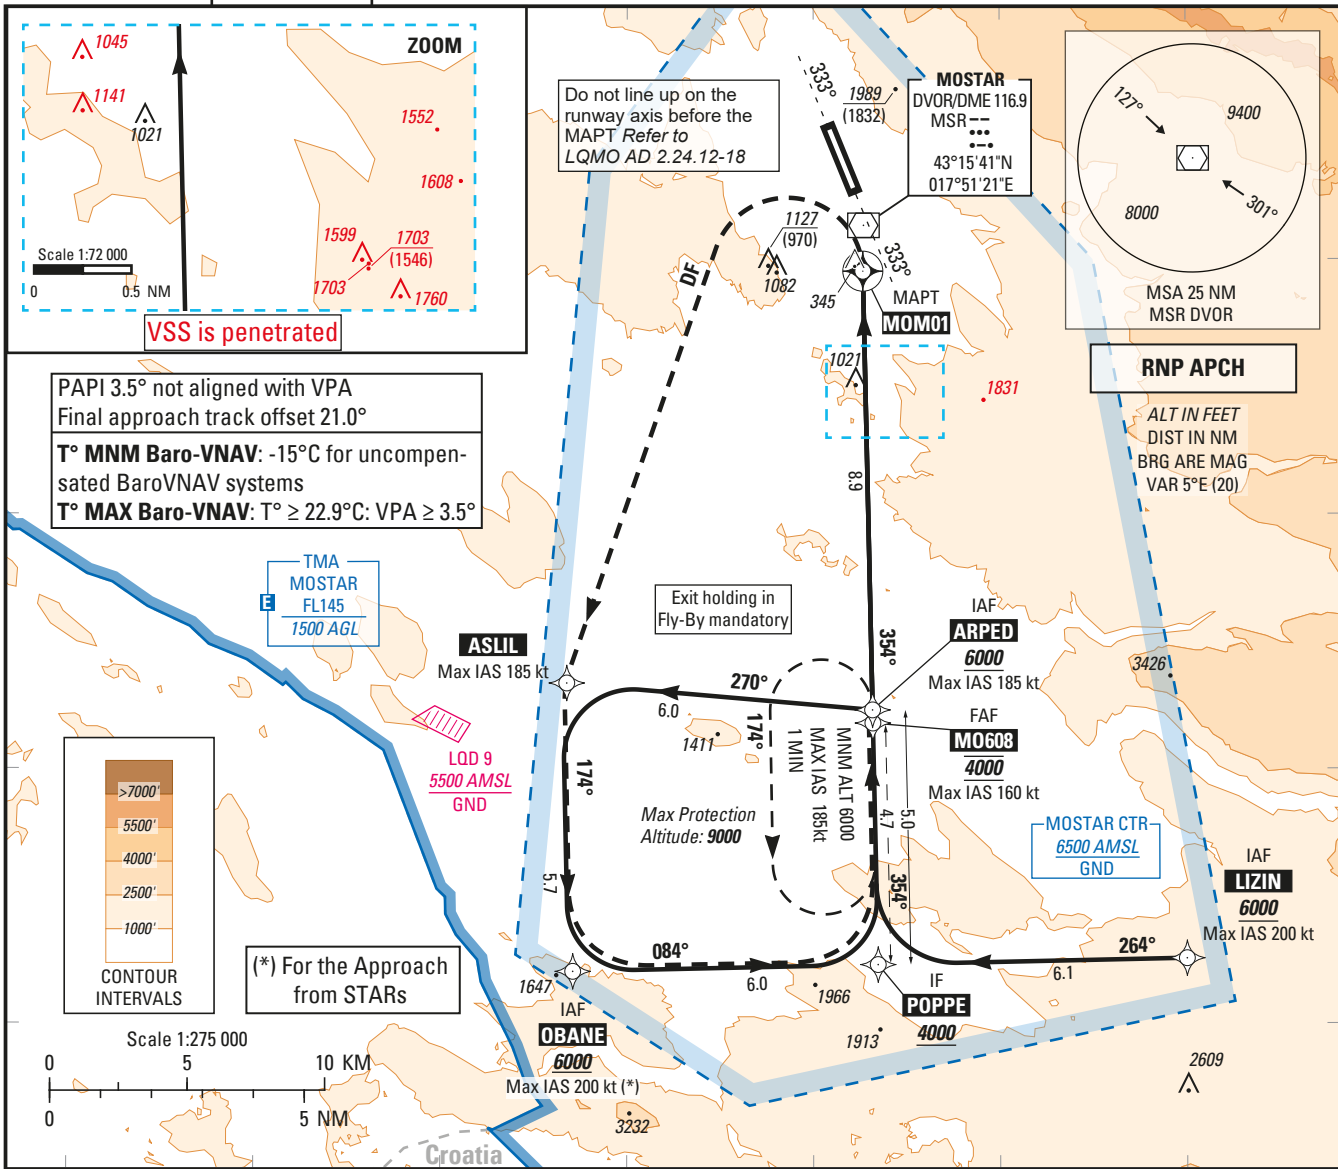 ZOOM
1045
1141
1021
1552
1608
1599
1703
(1546)
1703
1760
Scale 1:72 000
0 0.5 NM
VSS is penetrated
Do not line up on the
runway axis before the
MAPT Refer to
LQMO AD 2.24.12-18
333°
1989
(1832)
MOSTAR
DVOR/DME 116.9
MSR
43°15'41"N
017°51'21"E
127°
9400
301°
8000
MSA 25 NM
MSR DVOR
RNP APCH
ALT IN FEET
DIST IN NM
BRG ARE MAG
VAR 5°E (20)
PAPI 3.5° not aligned with VPA
Final approach track offset 21.0°
T° MNM Baro-VNAV: -15°C for uncompen-
sated BaroVNAV systems
T° MAX Baro-VNAV: T° ≥ 22.9°C: VPA ≥ 3.5°
1127
(970)
1082
DF
333°
345
MAPT
MOM01
1021
1831
8.9
TMA
MOSTAR
FL145
1500 AGL
E
Exit holding in
Fly-By mandatory
ASLIL
Max IAS 185 kt
354°
IAF
ARPED
6000
Max IAS 185 kt
3426
270°
6.0
1411
174°
MNM ALT 6000
MAX IAS 185kt
1 MIN
FAF
MO608
4000
Max IAS 160 kt
LQD 9
5500 AMSL
GND
174°
Max Protection
Altitude: 9000
4.7
5.0
MOSTAR CTR
6500 AMSL
GND
IAF
LIZIN
6000
Max IAS 200 kt
>7000'
5500'
4000'
2500'
1000'
CONTOUR
INTERVALS
5.7
354°
084°
6.0
264°
6.1
(*) For the Approach
from STARs
1647
IAF
OBANE
6000
Max IAS 200 kt (*)
1966
IF
POPPE
4000
1913
2609
3232
Scale 1:275 000
0 5 10 KM
0 5 NM
Croatia